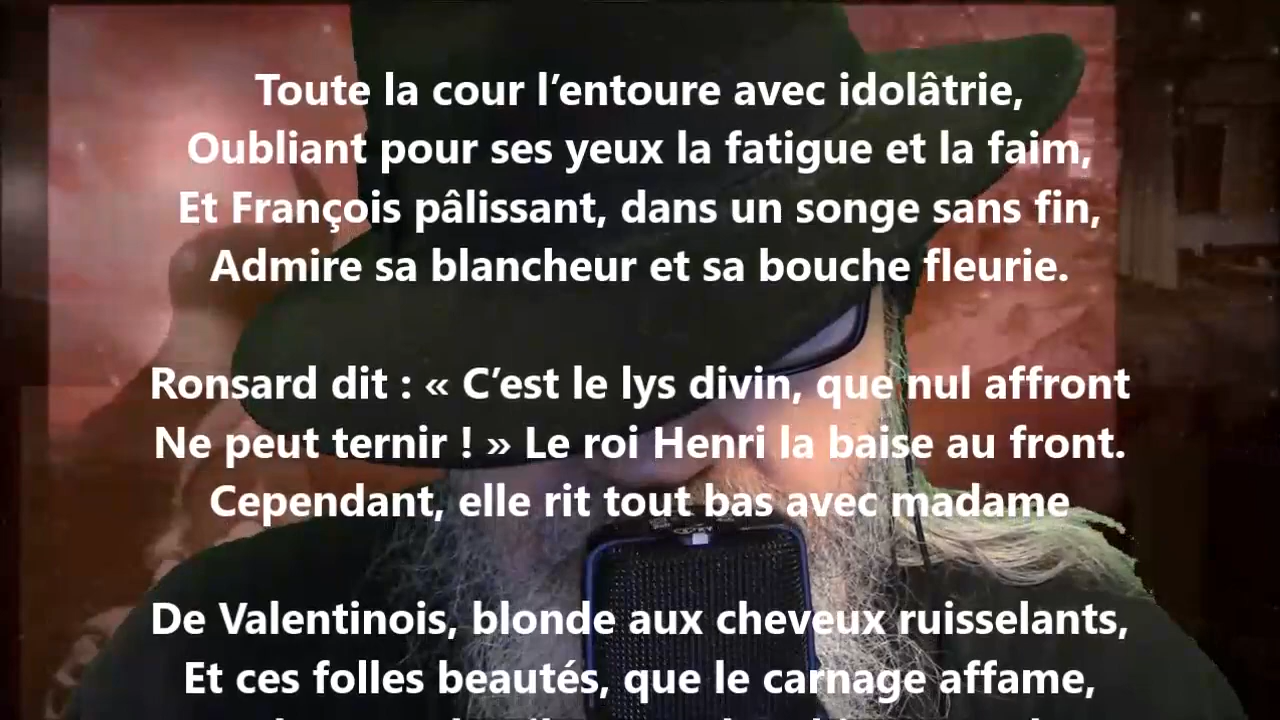 Toute la cour l’entoure avec idolâtrie,
Oubliant pour ses yeux la fatigue et la faim,
Et François pâlissant, dans un songe sans fin,
Admire sa blancheur et sa bouche fleurie.
Ronsard dit : « C’est le lys divin, que nul affront
Ne peut ternir ! » Le roi Henri la baise au front.
Cependant, elle rit tout bas avec madame
De Valentinois, blonde aux cheveux ruisselants,
Et ces folles beautés, que le carnage affame,